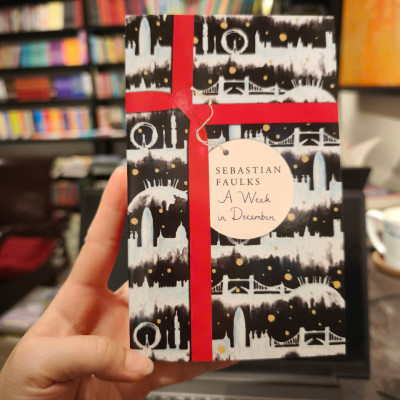 SEBASTIAN
FAULKS
A Week
in December